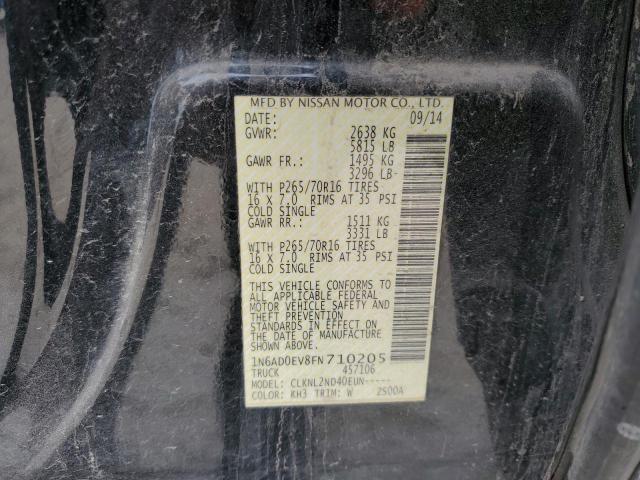 MFD BY NISSAN MOTOR CO., LTD.
DATE: 09/14
GVWR: 2638 KG
5815 LB
GAWR FR.: 1495 KG
3296 LB
WITH P265/70R16 TIRES
16 X 7.0 RIMS AT 35 PSI
COLD SINGLE
GAWR RR.: 1511 KG
3331 LB
WITH P265/70R16 TIRES
16 X 7.0 RIMS AT 35 PSI
COLD SINGLE
THIS VEHICLE CONFORMS TO
ALL APPLICABLE FEDERAL
MOTOR VEHICLE SAFETY AND
THEFT PREVENTION
STANDARDS IN EFFECT ON
THE DATE OF MANUFACTURE
SHOWN ABOVE.
1N6AD0EV8FN710205
TRUCK 457106
MODEL: CLKNL2ND40EUN-----
COLOR: KH3 TRIM: W 2S00A